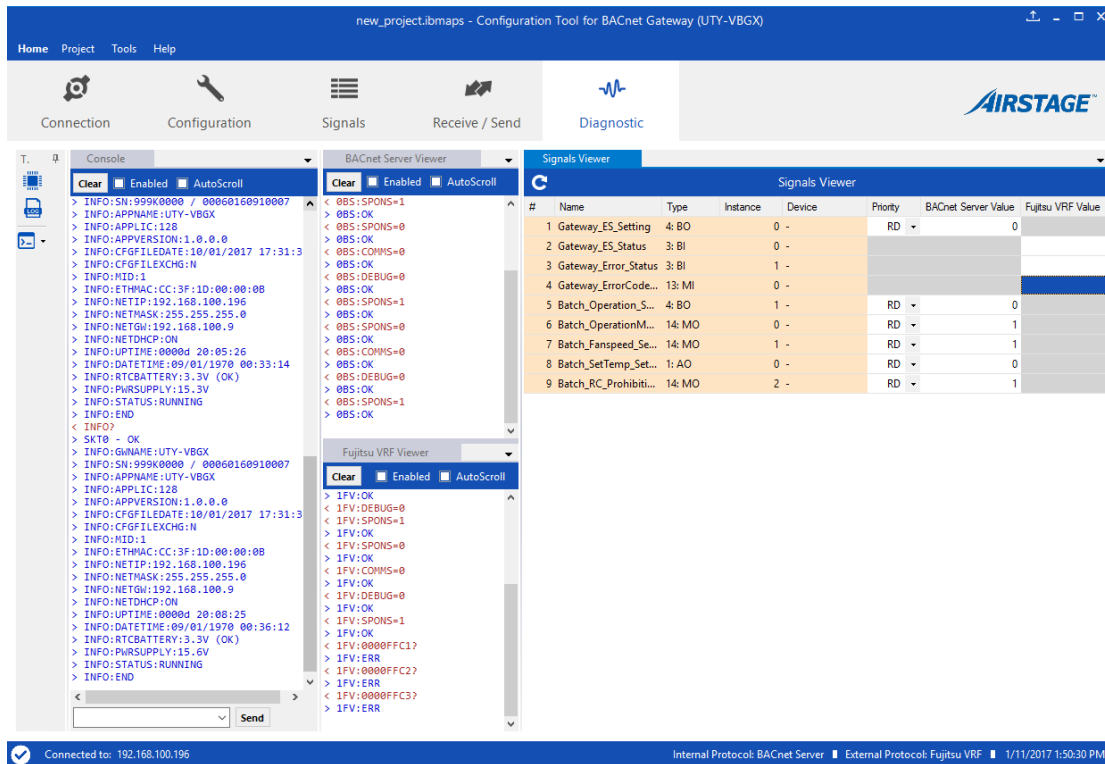 new_project.ibmaps - Configuration Tool for BACnet Gateway (UTY-VBGX)
Home Project Tools Help
Connection Configuration Signals Receive / Send Diagnostic
AIRSTAGE™
T.
LOG
Console
Clear Enabled AutoScroll
> INFO:SN:999K0000 / 00060160910007
> INFO:APPNAME:UTY-VBGX
> INFO:APPLIC:128
> INFO:APPVERSION:1.0.0.0
> INFO:CFGFILEDATE:10/01/2017 17:31:3
> INFO:CFGFILEXCHG:N
> INFO:MID:1
> INFO:ETHMAC:CC:3F:1D:00:00:0B
> INFO:NETIP:192.168.100.196
> INFO:NETMASK:255.255.255.0
> INFO:NETGW:192.168.100.9
> INFO:NETDHCP:ON
> INFO:UPTIME:0000d 20:05:26
> INFO:DATETIME:09/01/1970 00:33:14
> INFO:RTCBATTERY:3.3V (OK)
> INFO:PWRSUPPLY:15.3V
> INFO:STATUS:RUNNING
> INFO:END
< INFO?
> SKT0 - OK
> INFO:GWNAME:UTY-VBGX
> INFO:SN:999K0000 / 00060160910007
> INFO:APPNAME:UTY-VBGX
> INFO:APPLIC:128
> INFO:APPVERSION:1.0.0.0
> INFO:CFGFILEDATE:10/01/2017 17:31:3
> INFO:CFGFILEXCHG:N
> INFO:MID:1
> INFO:ETHMAC:CC:3F:1D:00:00:0B
> INFO:NETIP:192.168.100.196
> INFO:NETMASK:255.255.255.0
> INFO:NETGW:192.168.100.9
> INFO:NETDHCP:ON
> INFO:UPTIME:0000d 20:08:25
> INFO:DATETIME:09/01/1970 00:36:12
> INFO:RTCBATTERY:3.3V (OK)
> INFO:PWRSUPPLY:15.6V
> INFO:STATUS:RUNNING
> INFO:END
Send
BACnet Server Viewer
Clear Enabled AutoScroll
< 0BS:SPONS=1
> 0BS:OK
< 0BS:SPONS=0
> 0BS:OK
< 0BS:COMMS=0
> 0BS:OK
< 0BS:DEBUG=0
> 0BS:OK
< 0BS:SPONS=1
> 0BS:OK
< 0BS:SPONS=0
> 0BS:OK
< 0BS:COMMS=0
> 0BS:OK
< 0BS:DEBUG=0
> 0BS:OK
< 0BS:SPONS=1
> 0BS:OK
Fujitsu VRF Viewer
Clear Enabled AutoScroll
> 1FV:OK
< 1FV:DEBUG=0
< 1FV:SPONS=1
> 1FV:OK
< 1FV:SPONS=0
> 1FV:OK
< 1FV:COMMS=0
> 1FV:OK
< 1FV:DEBUG=0
> 1FV:OK
< 1FV:SPONS=1
> 1FV:OK
< 1FV:0000FFC1?
> 1FV:ERR
< 1FV:0000FFC2?
> 1FV:ERR
< 1FV:0000FFC3?
> 1FV:ERR
Signals Viewer
Signals Viewer
# Name Type Instance Device Priority BACnet Server Value Fujitsu VRF Value
1 Gateway_ES_Setting 4: BO 0 - RD 0
2 Gateway_ES_Status 3: BI 0 -
3 Gateway_Error_Status 3: BI 1 -
4 Gateway_ErrorCode... 13: MI 0 -
5 Batch_Operation_S... 4: BO 1 - RD 0
6 Batch_OperationM... 14: MO 0 - RD 1
7 Batch_Fanspeed_Se... 14: MO 1 - RD 1
8 Batch_SetTemp_Set... 1: AO 0 - RD 0
9 Batch_RC_Prohibiti... 14: MO 2 - RD 1
Connected to: 192.168.100.196
Internal Protocol: BACnet Server External Protocol: Fujitsu VRF 1/11/2017 1:50:30 PM